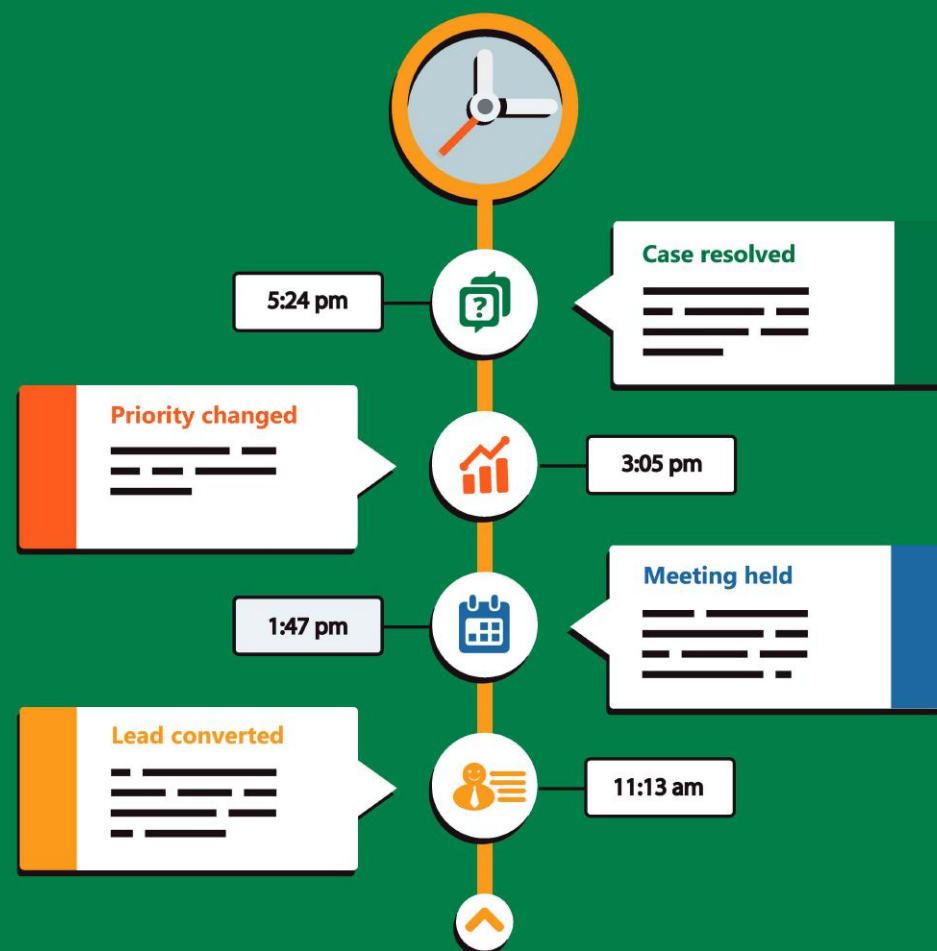 Case resolved
5:24 pm
?
Priority changed
3:05 pm
Meeting held
1:47 pm
Lead converted
11:13 am